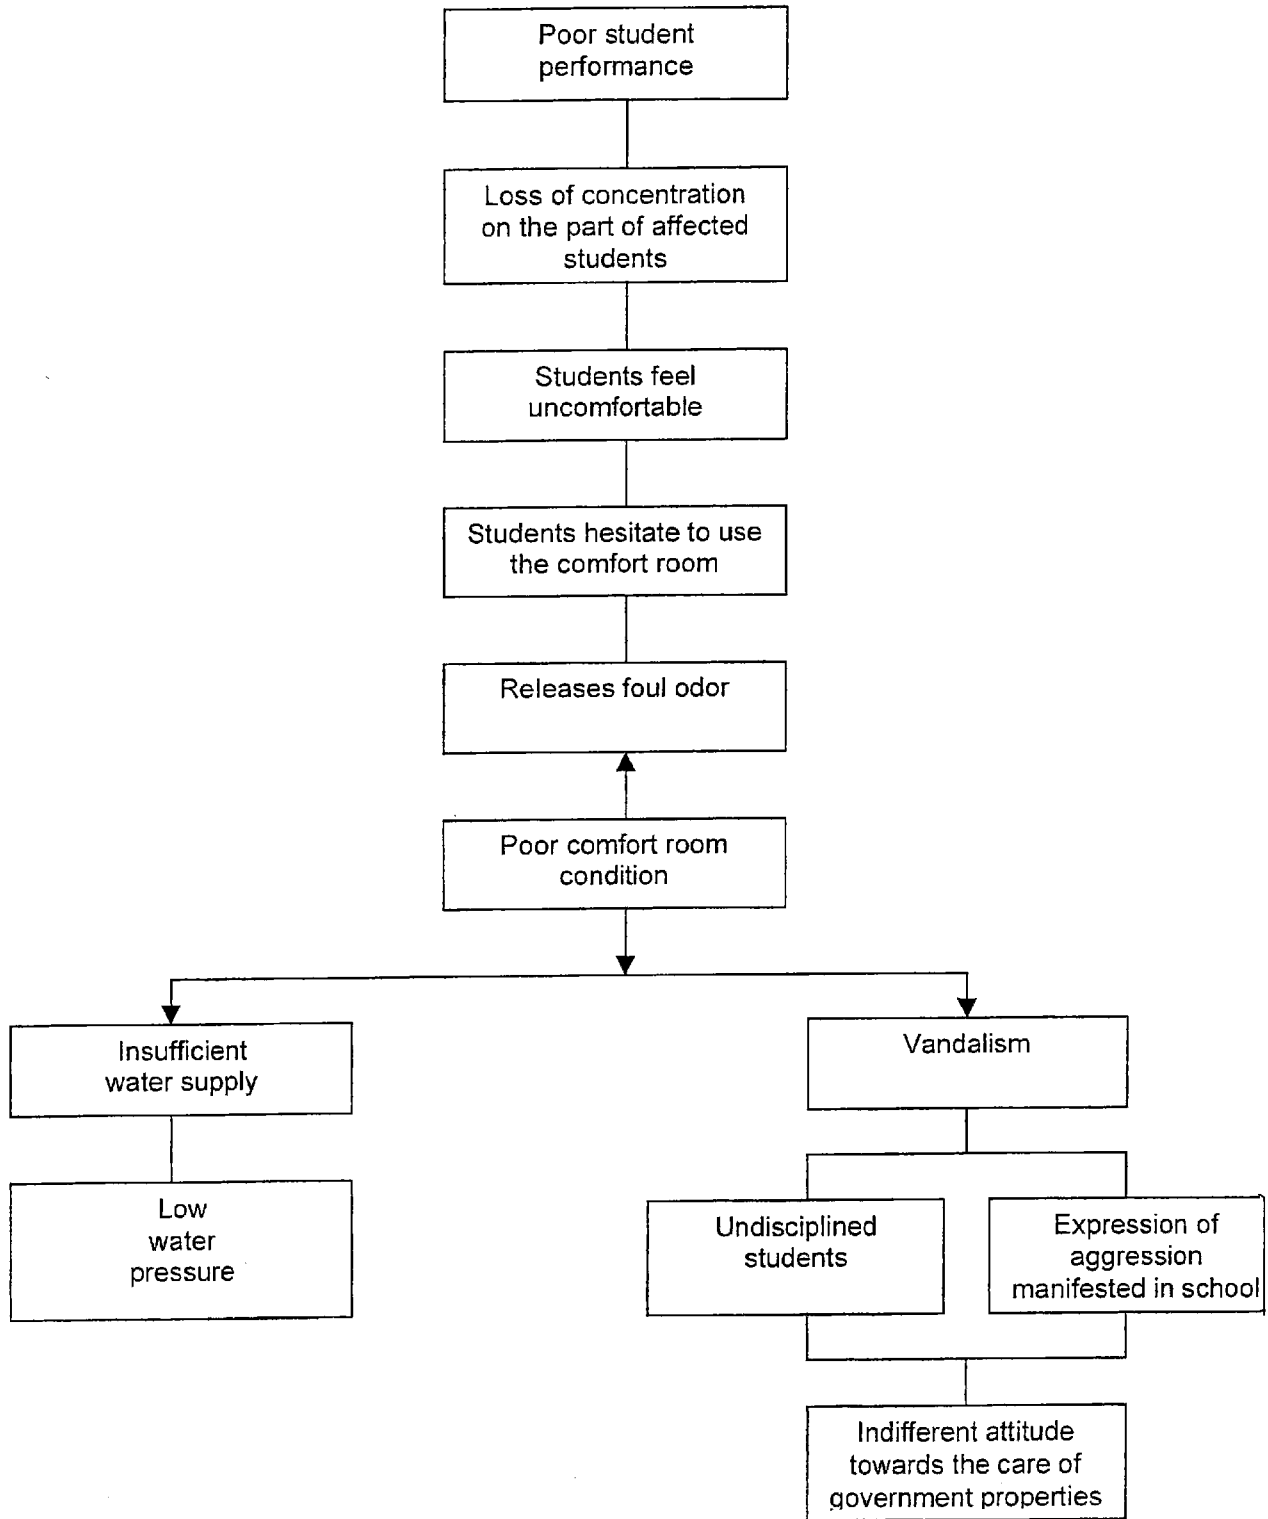 Poor student
performance
Loss of concentration
on the part of affected
students
Students feel
uncomfortable
Students hesitate to use
the comfort room
Releases foul odor
Poor comfort room
condition
Insufficient
water supply
Vandalism
Low
water
pressure
Undisciplined
students
Expression of
aggression
manifested in school
Indifferent attitude
towards the care of
government properties